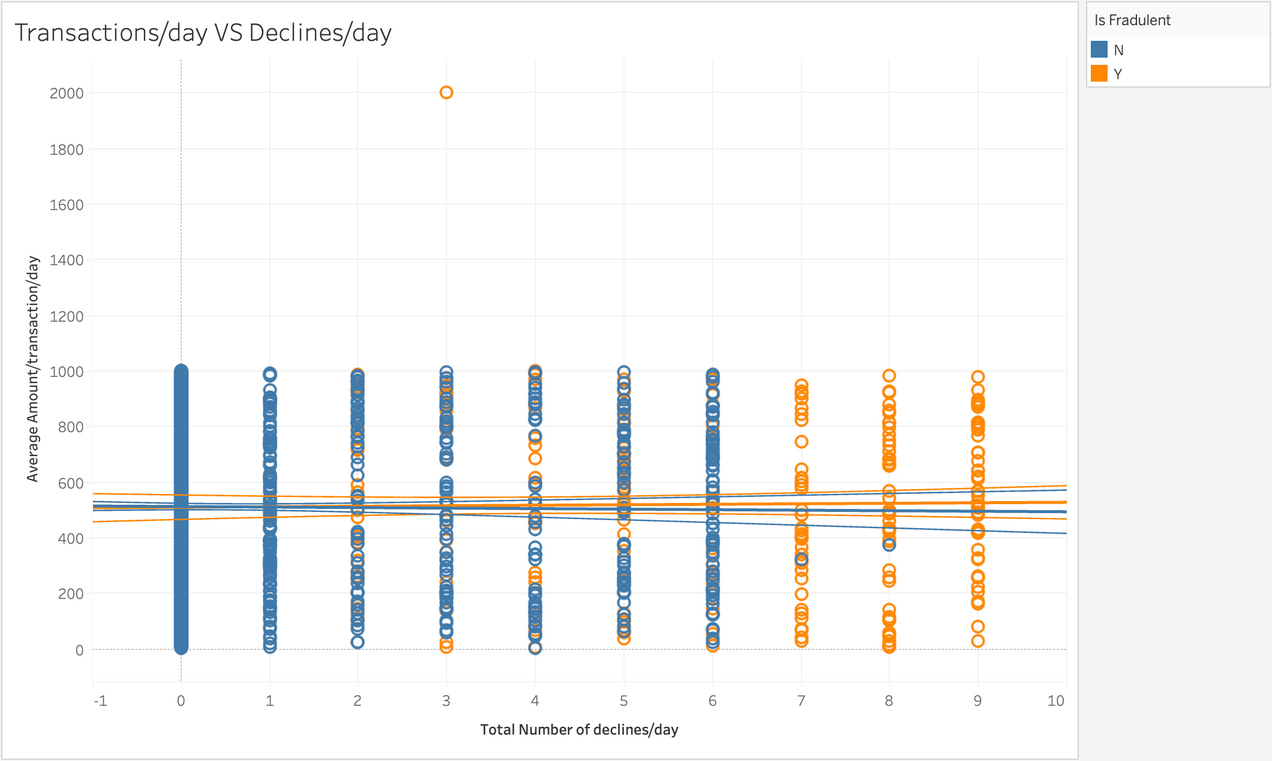 Transactions/day VS Declines/day
Is Fradulent
N
Y
Average Amount/transaction/day
2000
1800
1600
1400
1200
1000
800
600
400
200
0
-1 0 1 2 3 4 5 6 7 8 9 10
Total Number of declines/day